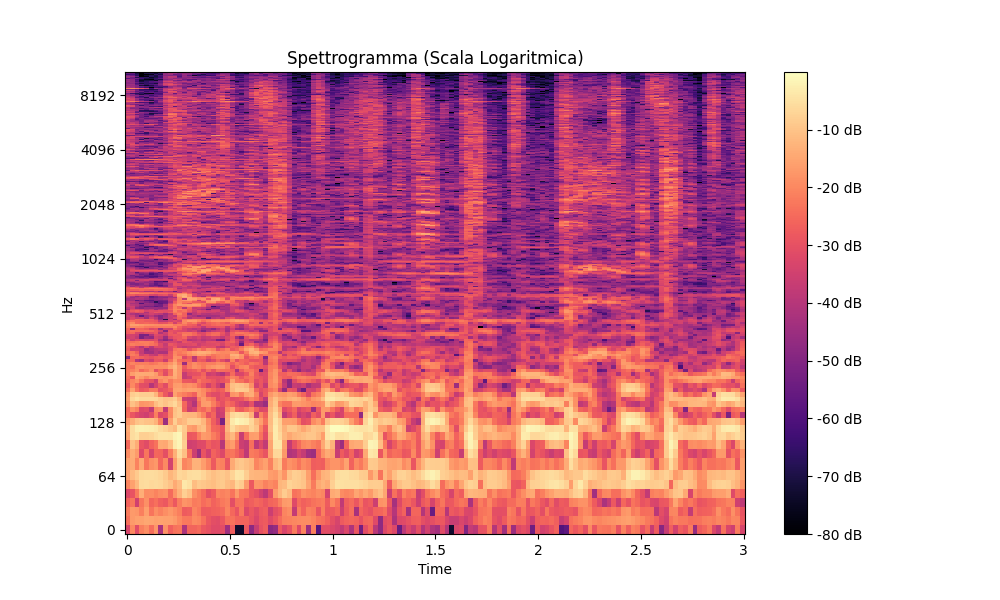 Spettrogramma (Scala Logaritmica)
Hz
8192
4096
2048
1024
512
256
128
64
0
0
0.5
1
1.5
2
2.5
3
Time
-10 dB
-20 dB
-30 dB
-40 dB
-50 dB
-60 dB
-70 dB
-80 dB